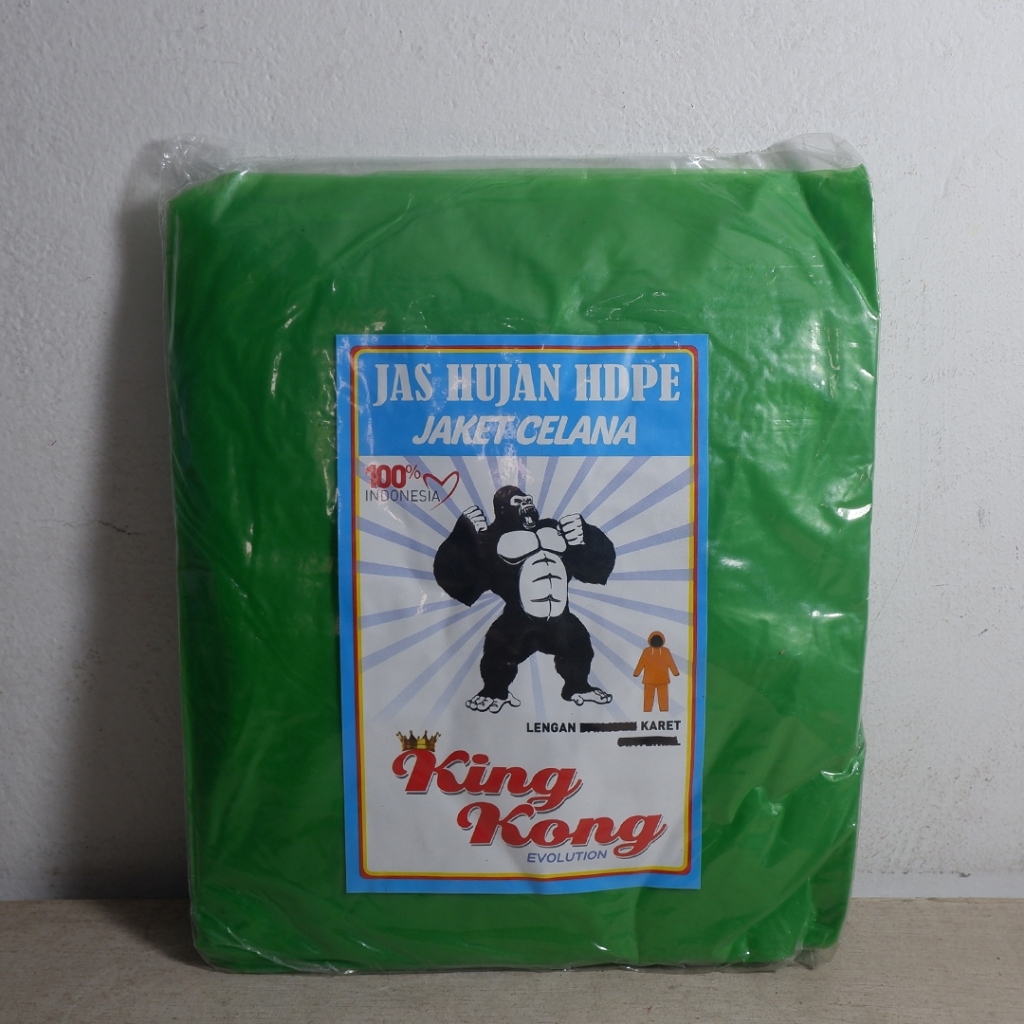 JAS HUJAN HDPE
JAKET CELANA
100%
INDONESIA
LENGAN KARET
King
Kong
EVOLUTION